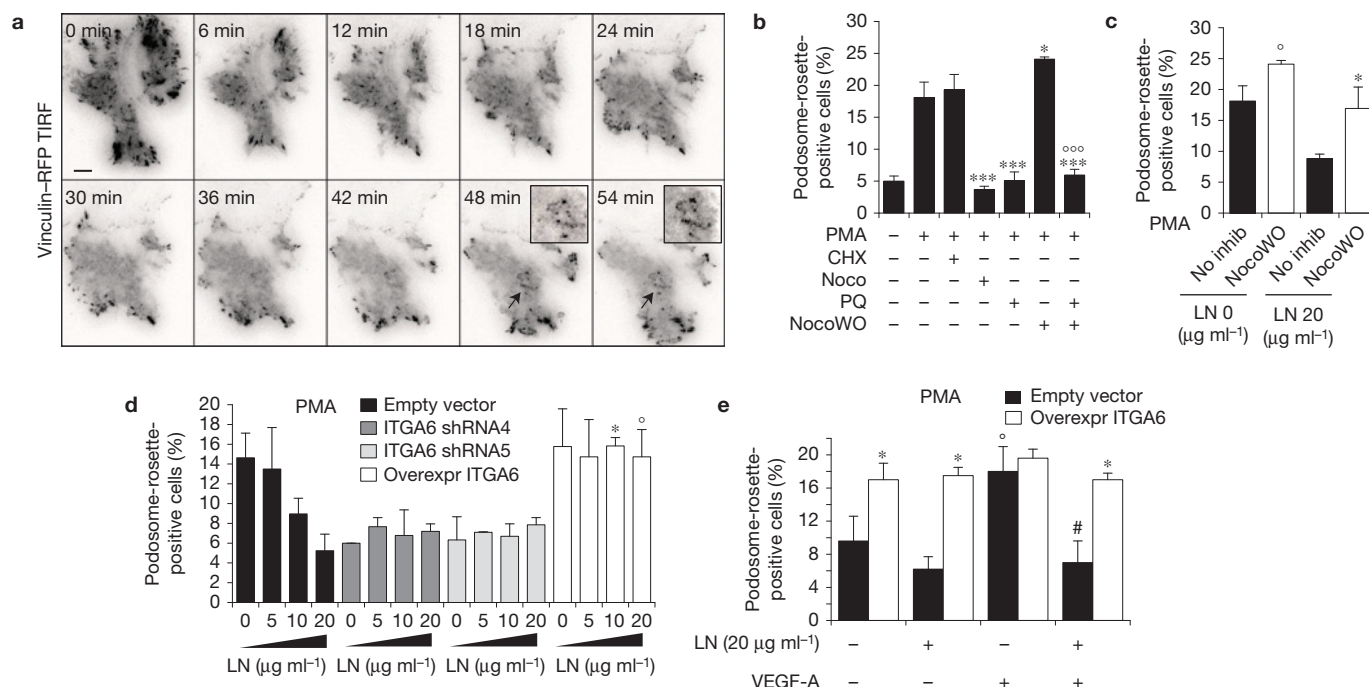 a
Vinculin–RFP TIRF
0 min
6 min
12 min
18 min
24 min
30 min
36 min
42 min
48 min
54 min
b
Podosome-rosette-
positive cells (%)
30
25
20
15
10
5
0
*
*** *** °°°
***
PMA – + + + + + +
CHX – – + – – – –
Noco – – – + – – –
PQ – – – – + – +
NocoWO – – – – – + +
c
Podosome-rosette-
positive cells (%)
30
25
20
15
10
5
0
°
*
PMA
No inhib
NocoWO
No inhib
NocoWO
LN 0
(µg ml⁻¹)
LN 20
(µg ml⁻¹)
d
PMA
Empty vector
ITGA6 shRNA4
ITGA6 shRNA5
Overexpr ITGA6
Podosome-rosette-
positive cells (%)
20
18
16
14
12
10
8
6
4
2
0
* °
0 5 10 20 0 5 10 20 0 5 10 20 0 5 10 20
LN (µg ml⁻¹) LN (µg ml⁻¹) LN (µg ml⁻¹) LN (µg ml⁻¹)
e
PMA
Empty vector
Overexpr ITGA6
Podosome-rosette-
positive cells (%)
20
16
12
8
4
0
* * ° # *
LN (20 µg ml⁻¹) – + – +
VEGF-A – – + +